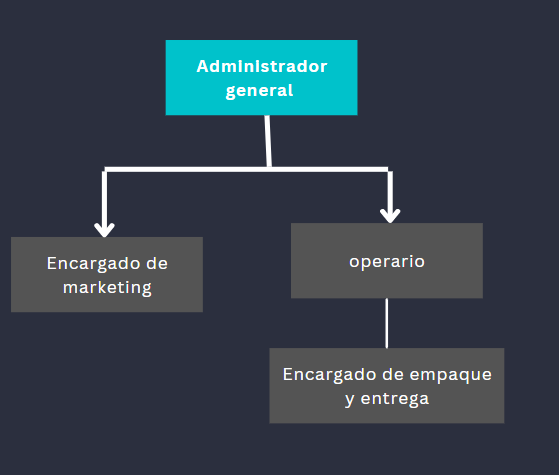 Administrador
general
Encargado de
marketing
operario
Encargado de empaque
y entrega